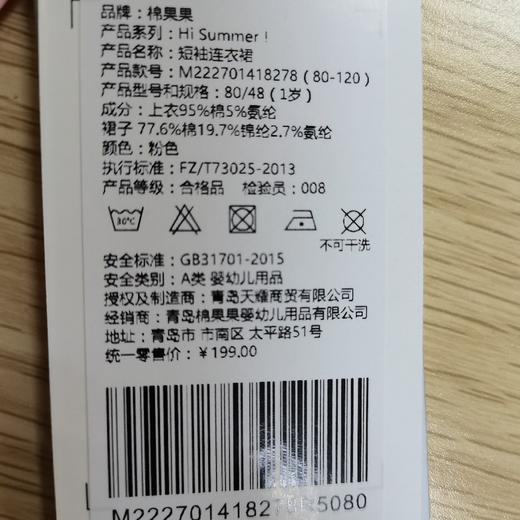 品牌：棉果果
产品系列：Hi Summer！
产品名称：短袖连衣裙
产品款号：M222701418278（80-120）
产品型号和规格：80/48（1岁）
成分：上衣95%棉5%氨纶
裙子 77.6%棉19.7%锦纶2.7%氨纶
颜色：粉色
执行标准：FZ/T73025-2013
产品等级：合格品 检验员：008
30℃
不可干洗
安全标准：GB31701-2015
安全类别：A类 婴幼儿用品
授权及制造商：青岛天耀商贸有限公司
经销商：青岛棉果果婴幼儿用品有限公司
地址：青岛市 市南区 太平路51号
统一零售价：￥199.00